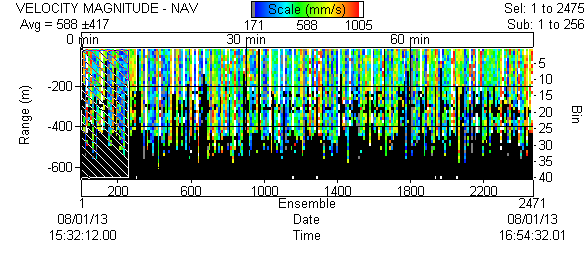 VELOCITY MAGNITUDE - NAV Scale (mm/s) Sel: 1 to 2475
Avg = 588 ±417 171 588 1005 Sub: 1 to 256
0 min 30 min 60 min
Range (m)
-200
-400
-600
5
10
15
20
25
30
35
40
Bin
200 600 1000 1400 1800 2200
1 Ensemble 2471
08/01/13 Date 08/01/13
15:32:12.00 Time 16:54:32.01